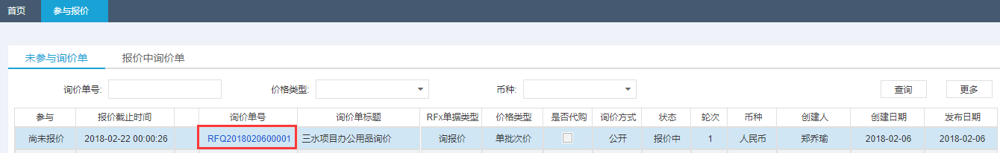 首页 参与报价
未参与询价单 报价中询价单
询价单号: 价格类型: 币种: 查询 更多
参与 报价截止时间 询价单号 询价单标题 RFx单据类型 价格类型 是否代购 询价方式 状态 轮次 币种 创建人 创建日期 发布日期
尚未报价 2018-02-22 00:00:26 RFQ2018020600001 三水项目办公用品询价 询报价 单批次价 公开 报价中 1 人民币 郑乔瑜 2018-02-06 2018-02-06